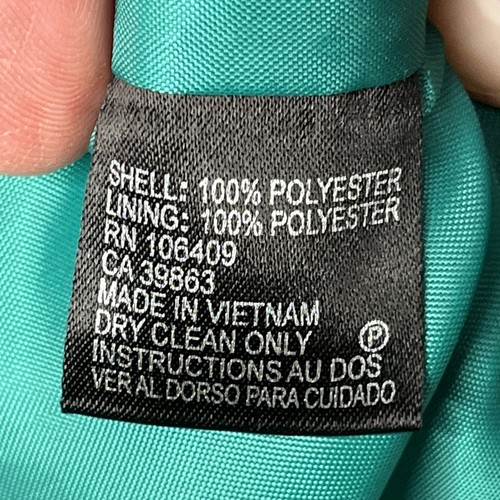 SHELL: 100% POLYESTER
LINING: 100% POLYESTER
RN 106409
CA 39863
MADE IN VIETNAM
DRY CLEAN ONLY Ⓟ
INSTRUCTIONS AU DOS
VER AL DORSO PARA CUIDADO